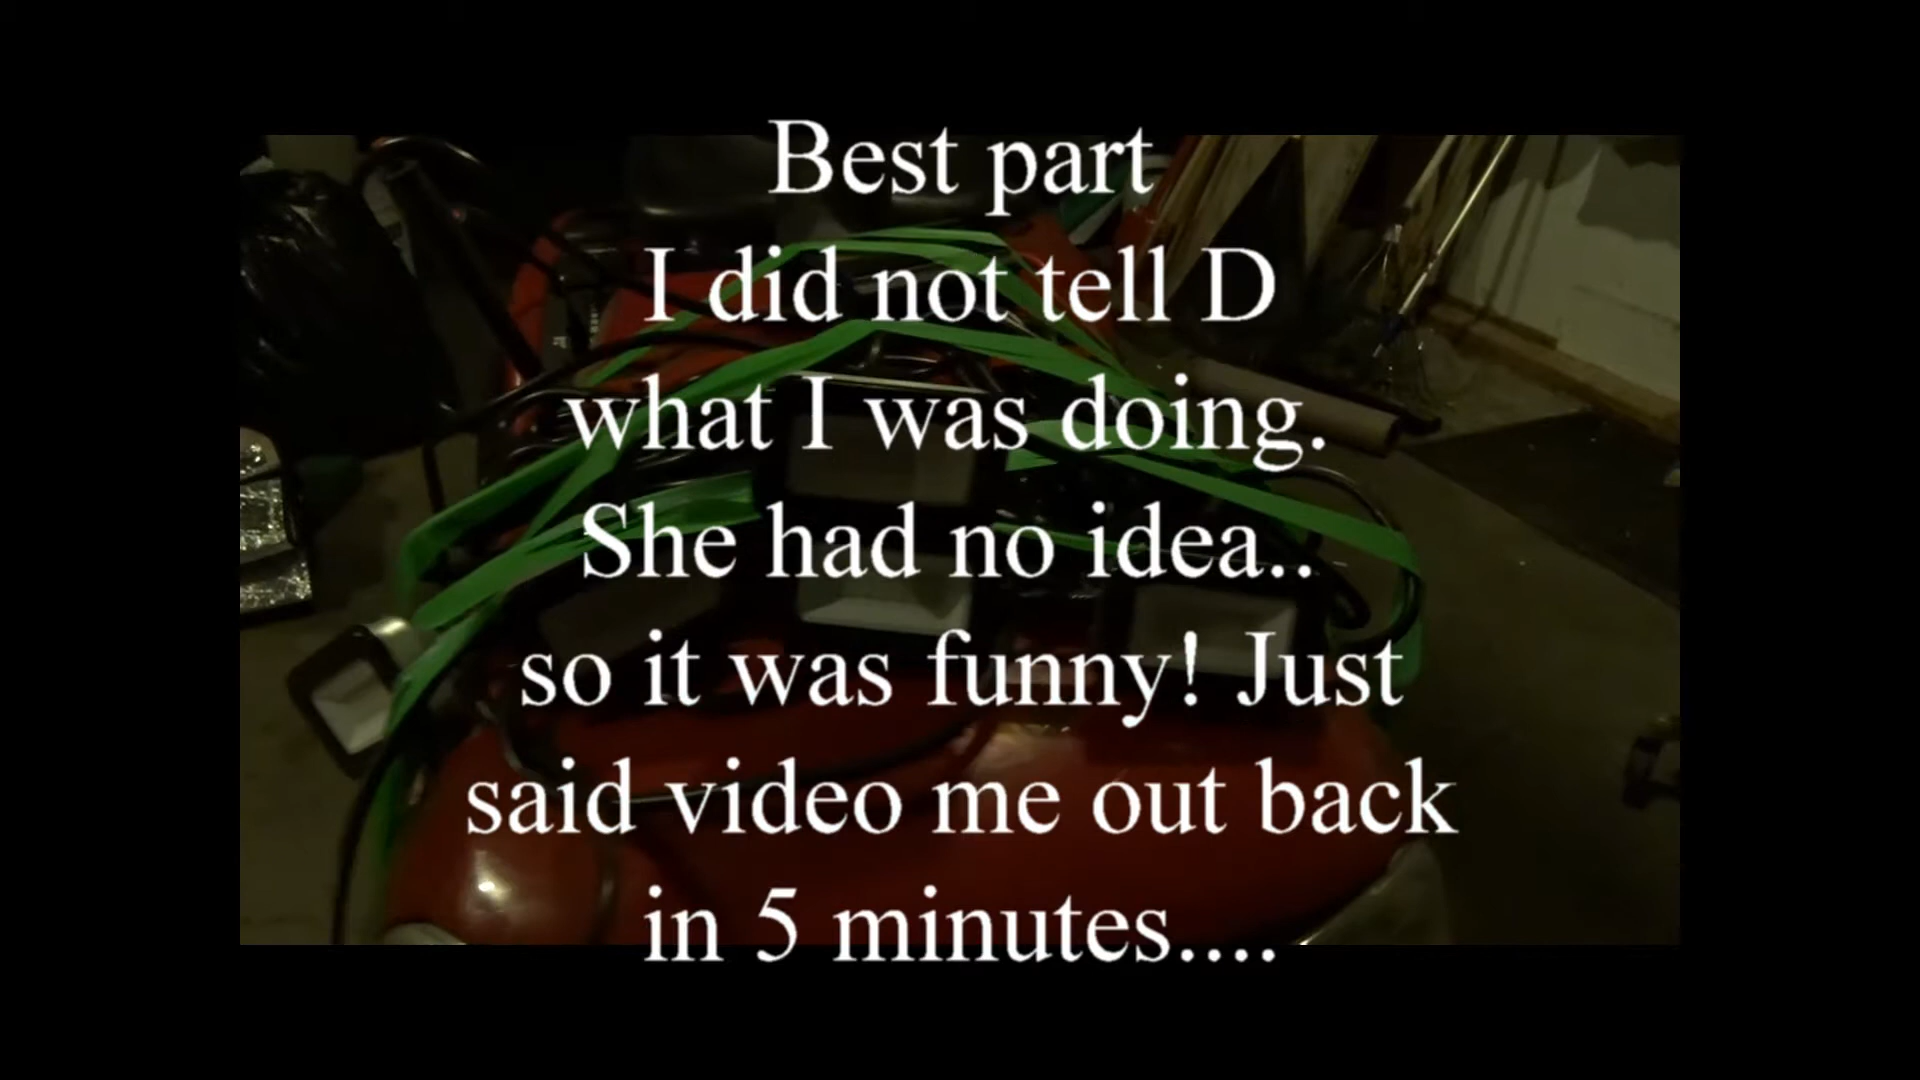 Best part
I did not tell D
what I was doing.
She had no idea..
so it was funny! Just
said video me out back
in 5 minutes....